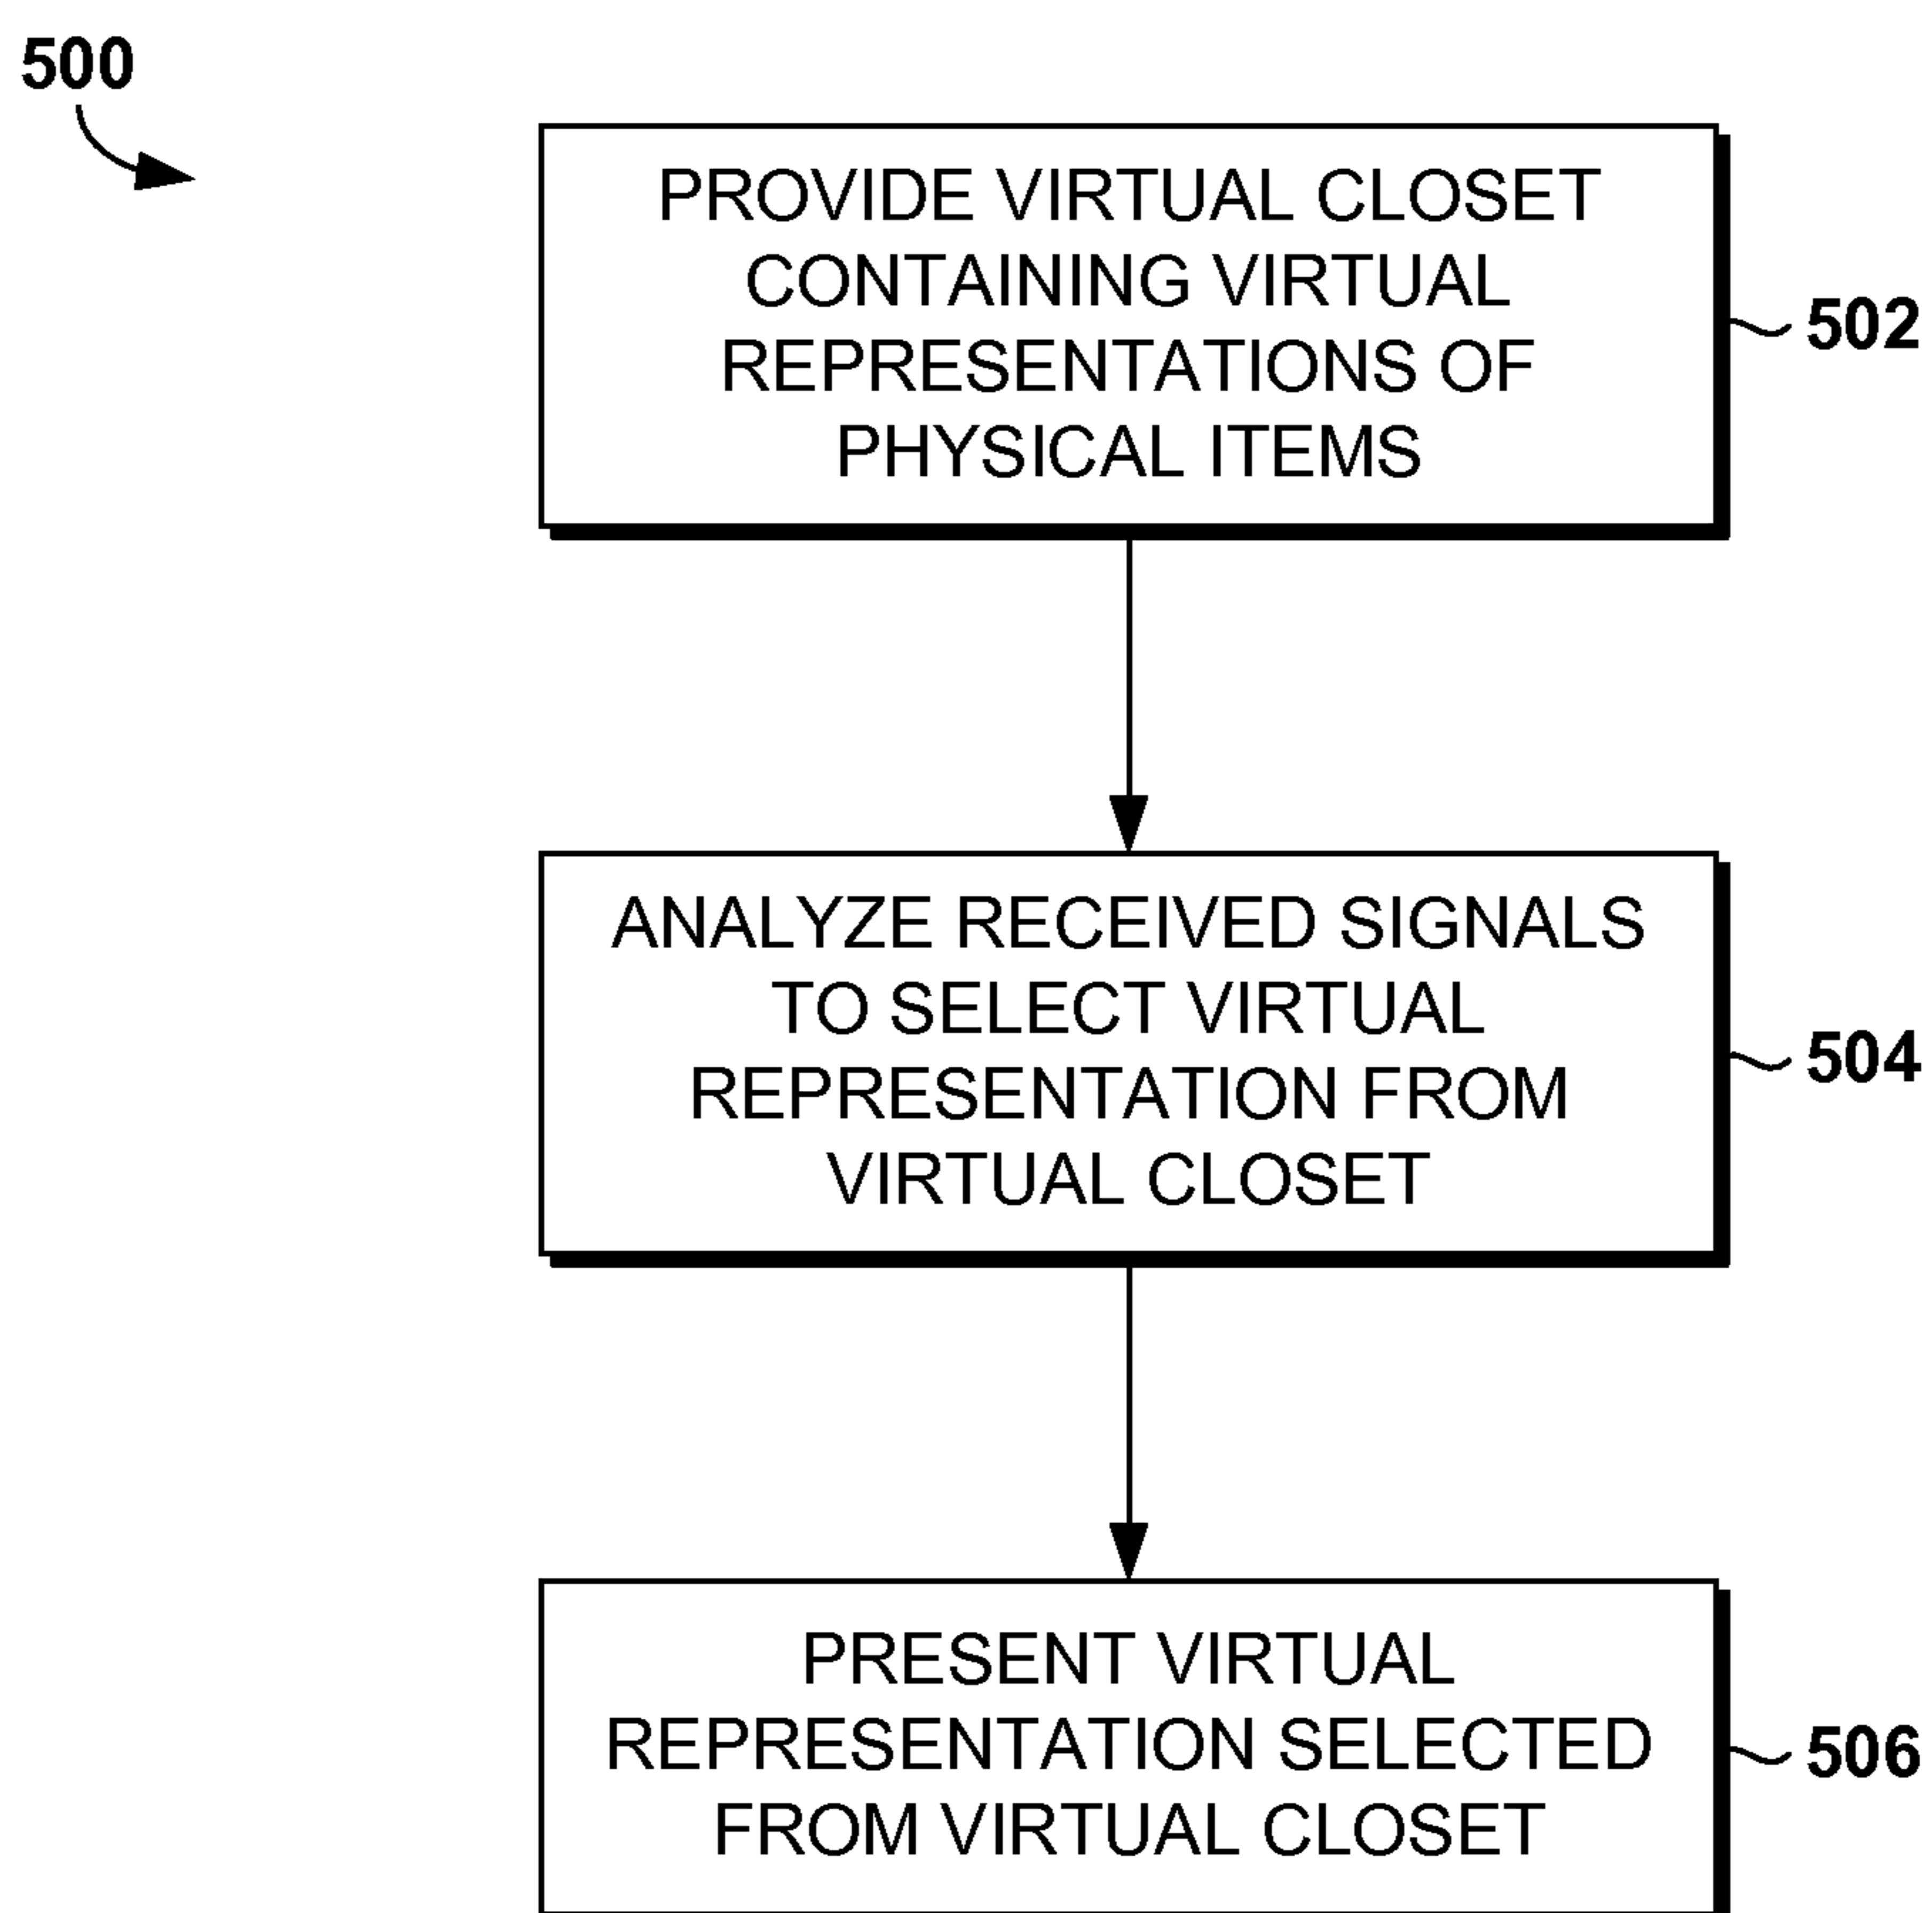 500
PROVIDE VIRTUAL CLOSET
CONTAINING VIRTUAL
REPRESENTATIONS OF
PHYSICAL ITEMS
502
ANALYZE RECEIVED SIGNALS
TO SELECT VIRTUAL
REPRESENTATION FROM
VIRTUAL CLOSET
504
PRESENT VIRTUAL
REPRESENTATION SELECTED
FROM VIRTUAL CLOSET
506